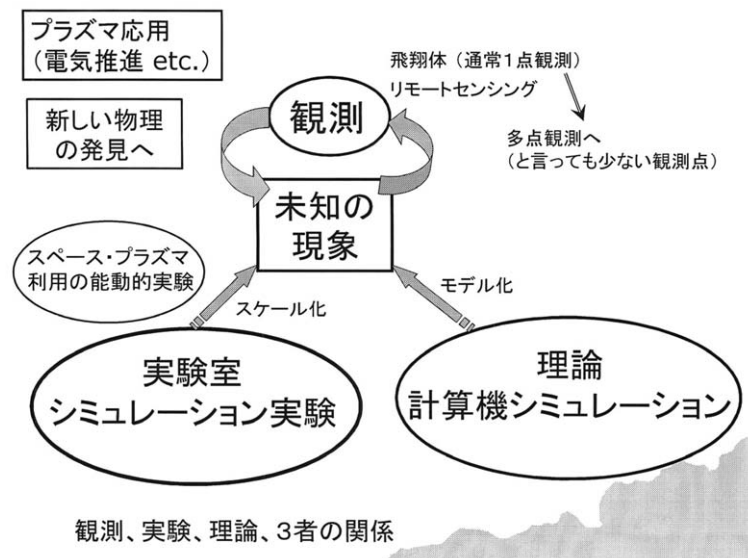 プラズマ応用
（電気推進 etc.）
新しい物理
の発見へ
観測
飛翔体（通常１点観測）
リモートセンシング
多点観測へ
（と言っても少ない観測点）
未知の
現象
スペース・プラズマ
利用の能動的実験
スケール化
モデル化
実験室
シミュレーション実験
理論
計算機シミュレーション
観測、実験、理論、３者の関係